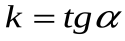 k = tgα